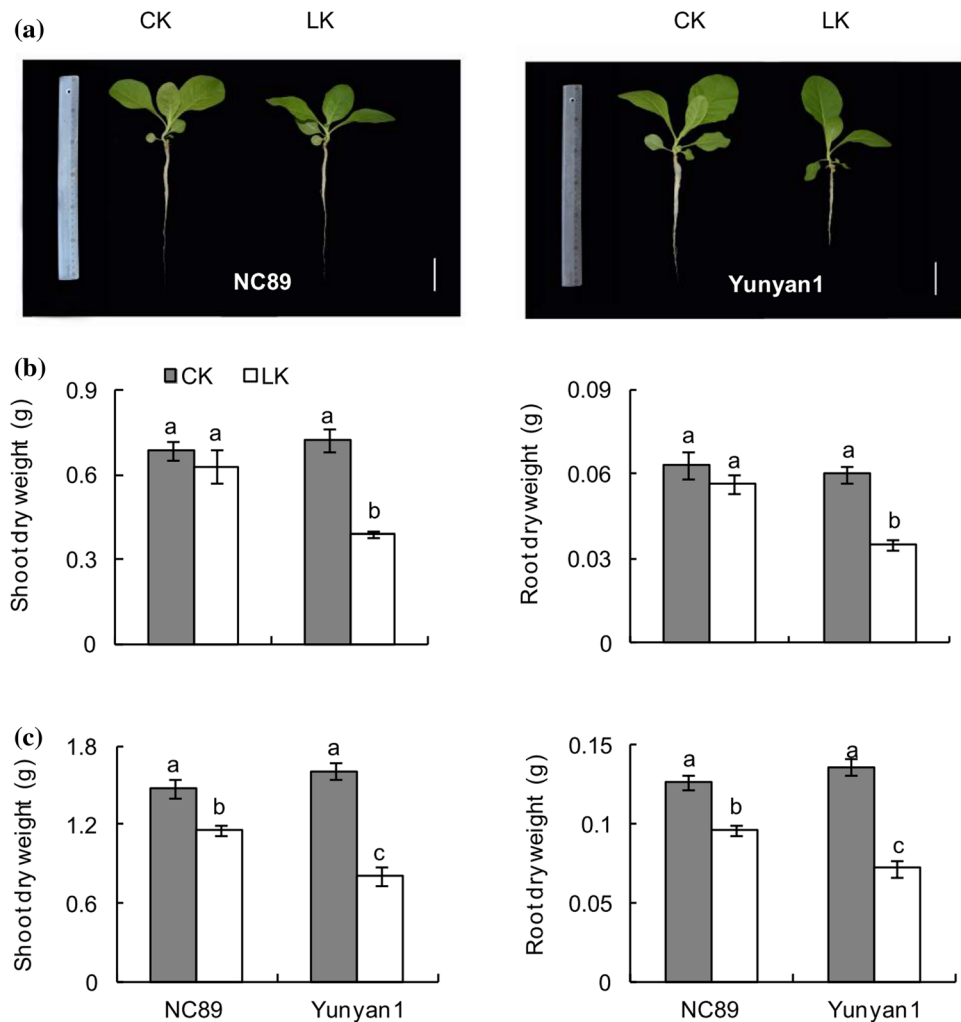 (a) CK LK CK LK
NC89 Yunyan1
(b) CK LK
Shoot dry weight (g)
0.9
0.6
0.3
0
a a a b
Root dry weight (g)
0.09
0.06
0.03
0
a a a b
(c)
Shoot dry weight (g)
1.8
1.2
0.6
0
a b a c
NC89 Yunyan1
Root dry weight (g)
0.15
0.1
0.05
0
a b a c
NC89 Yunyan1